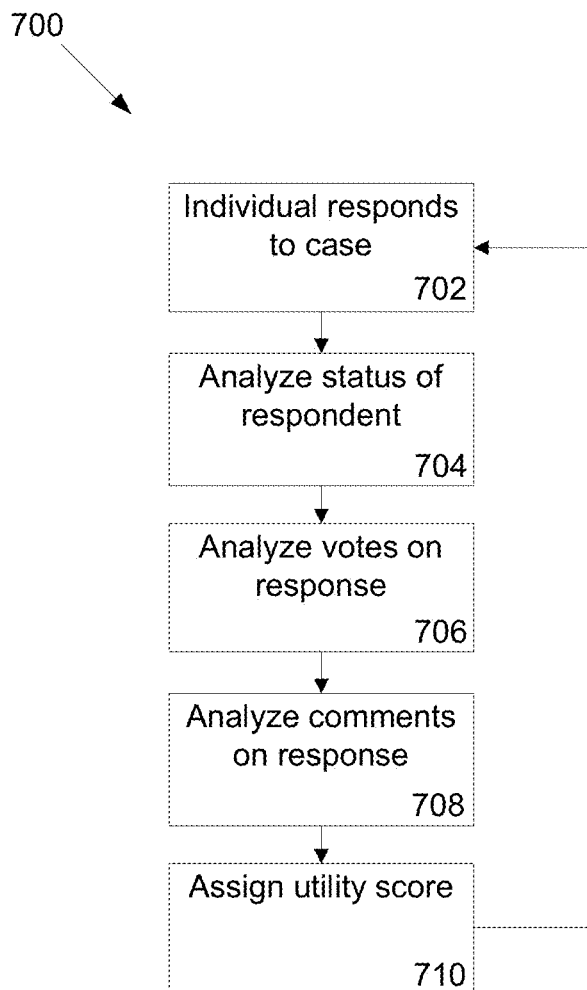 700
Individual responds
to case
702
Analyze status of
respondent
704
Analyze votes on
response
706
Analyze comments
on response
708
Assign utility score
710